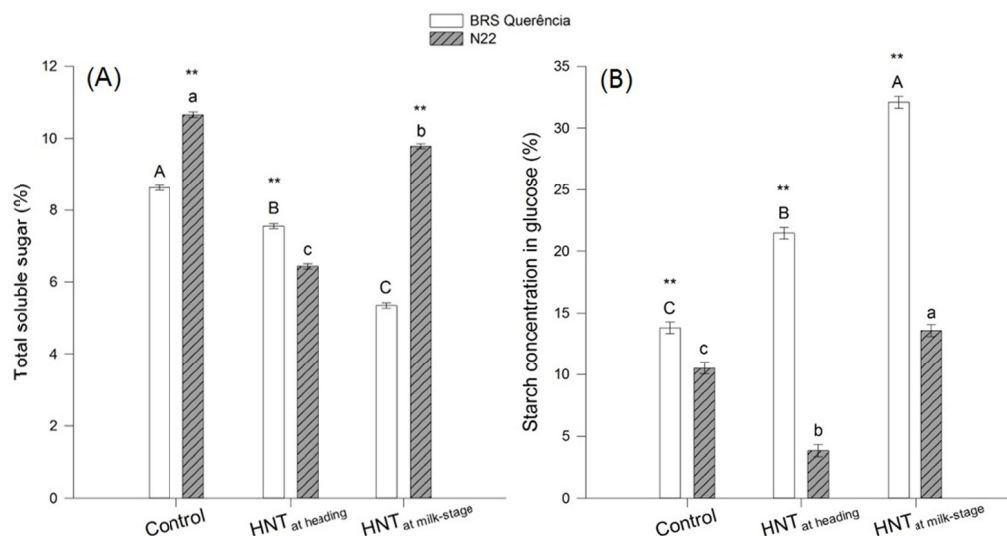 BRS Querência
N22
(A)
Total soluble sugar (%)
12
10
8
6
4
2
0
A
**
a
**
B
c
C
**
b
Control
HNT at heading
HNT at milk-stage
(B)
Starch concentration in glucose (%)
35
30
25
20
15
10
5
0
**
C
c
**
B
b
**
A
a
Control
HNT at heading
HNT at milk-stage